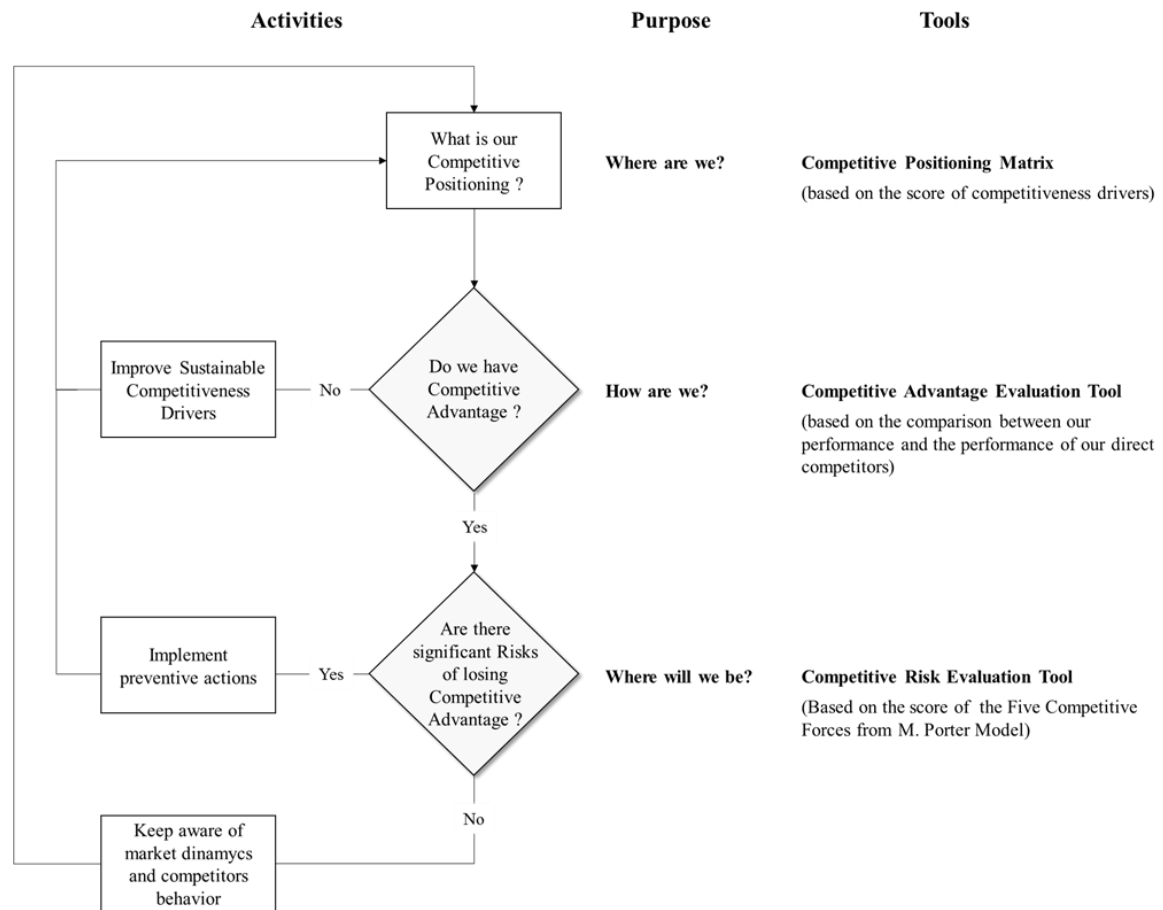 Activities
Purpose
Tools
What is our
Competitive
Positioning ?
Where are we?
Competitive Positioning Matrix
(based on the score of competitiveness drivers)
Improve Sustainable
Competitiveness
Drivers
No
Do we have
Competitive
Advantage ?
How are we?
Competitive Advantage Evaluation Tool
(based on the comparison between our
performance and the performance of our direct
competitors)
Yes
Implement
preventive actions
Yes
Are there
significant Risks
of losing
Competitive
Advantage ?
Where will we be?
Competitive Risk Evaluation Tool
(Based on the score of the Five Competitive
Forces from M. Porter Model)
No
Keep aware of
market dinamycs
and competitors
behavior